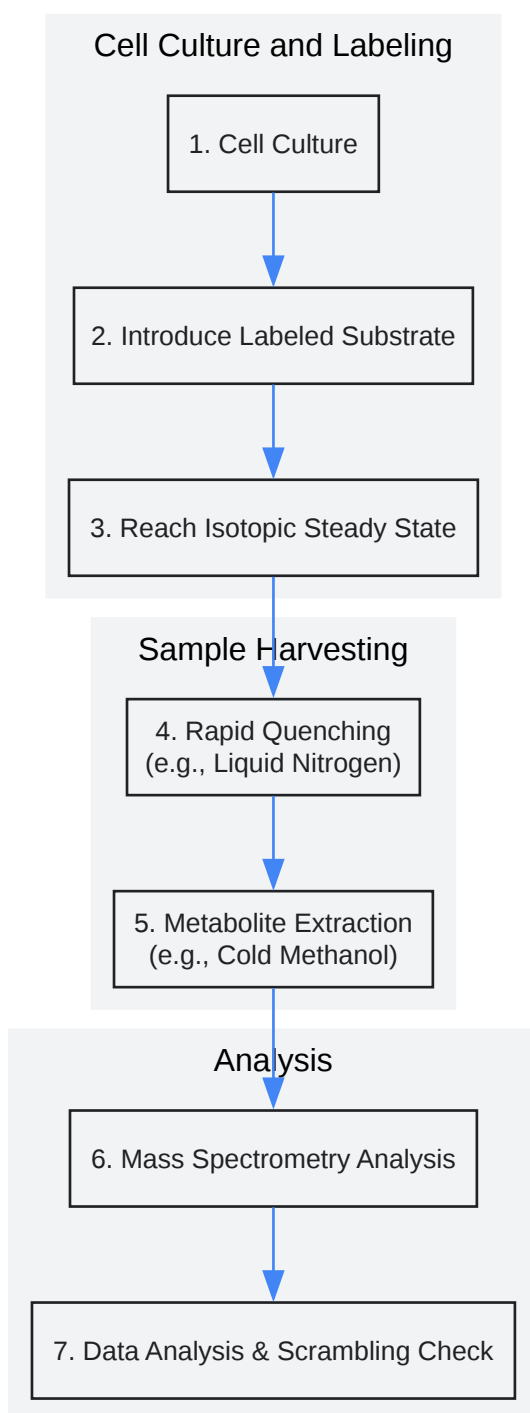 Cell Culture and Labeling
1. Cell Culture
2. Introduce Labeled Substrate
3. Reach Isotopic Steady State
Sample Harvesting
4. Rapid Quenching
(e.g., Liquid Nitrogen)
5. Metabolite Extraction
(e.g., Cold Methanol)
Analysis
6. Mass Spectrometry Analysis
7. Data Analysis & Scrambling Check